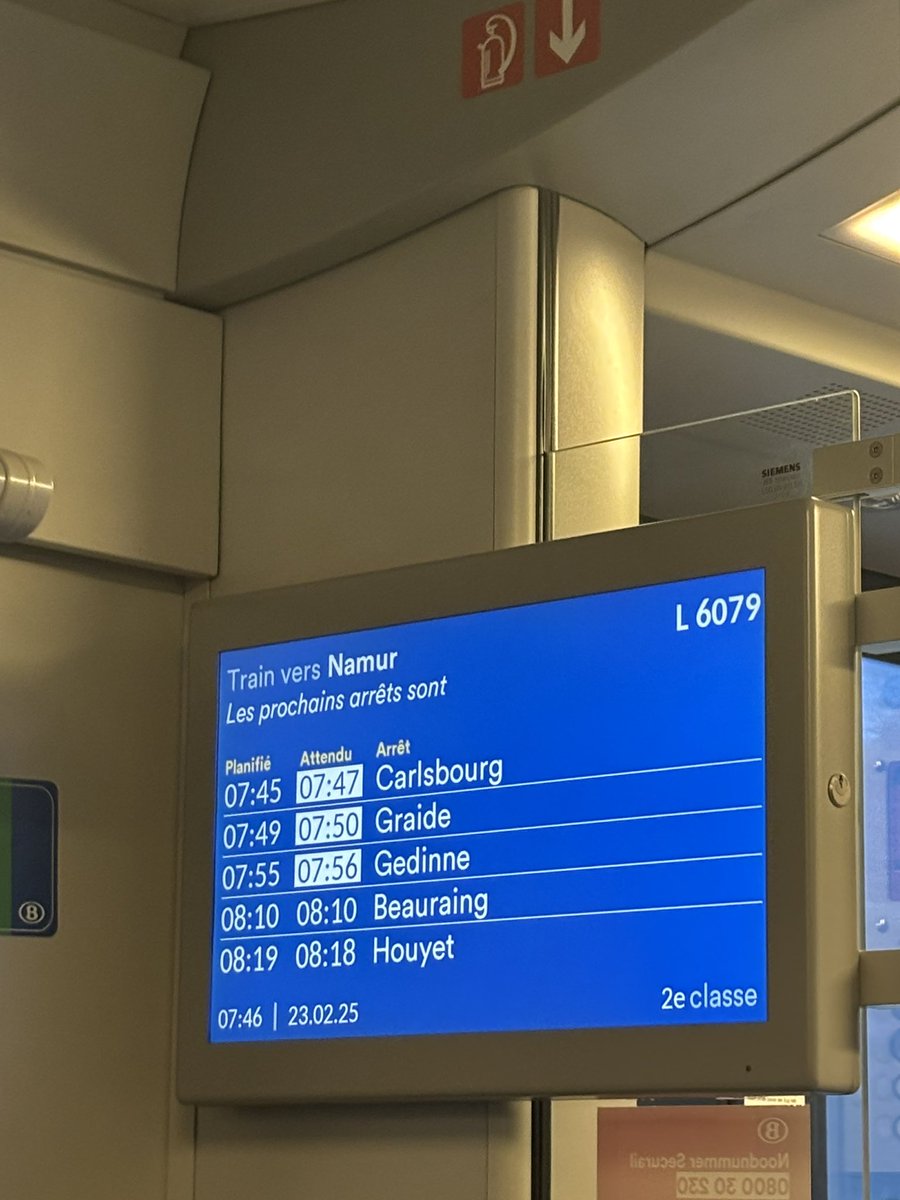 SIEMENS
L 6079
Train vers Namur
Les prochains arrêts sont
Planifié Attendu Arrêt
07:45 07:47 Carlsbourg
07:49 07:50 Graide
07:55 07:56 Gedinne
08:10 08:10 Beauraing
08:19 08:18 Houyet
07:46 | 23.02.25
2e classe
B
B
Noodnummer Securail
0800 30 230